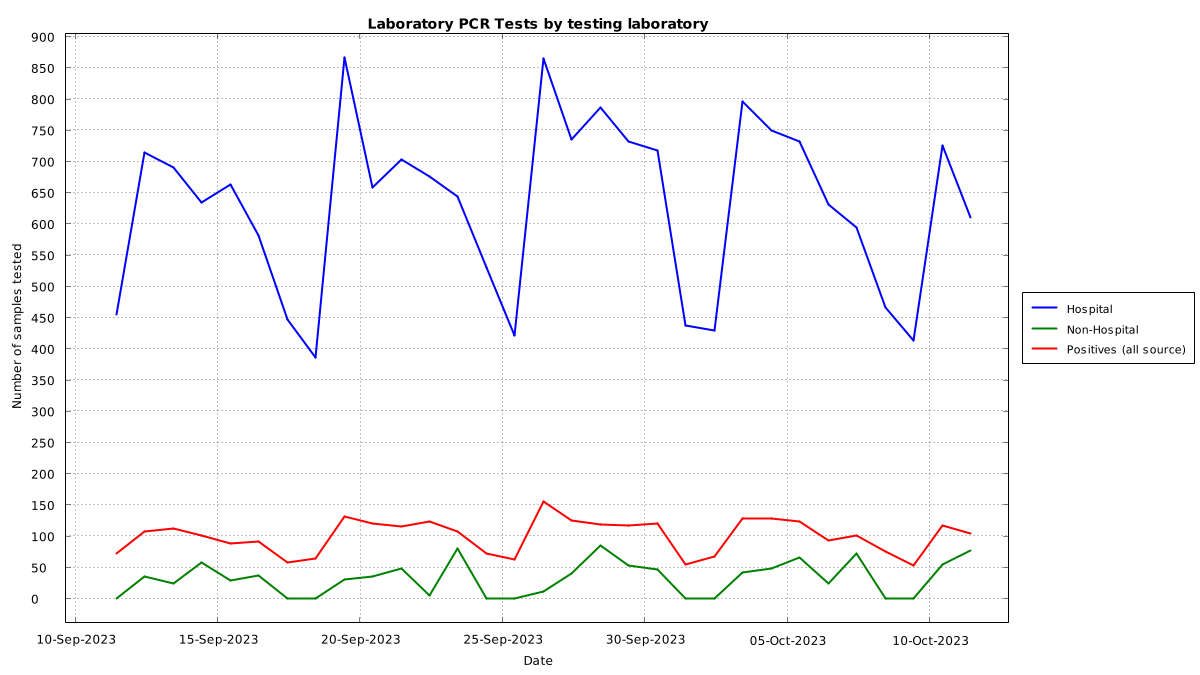 Laboratory PCR Tests by testing laboratory
900
850
800
750
700
650
600
550
500
450
400
350
300
250
200
150
100
50
0
Number of samples tested
10-Sep-2023 15-Sep-2023 20-Sep-2023 25-Sep-2023 30-Sep-2023 05-Oct-2023 10-Oct-2023
Date
Hospital
Non-Hospital
Positives (all source)